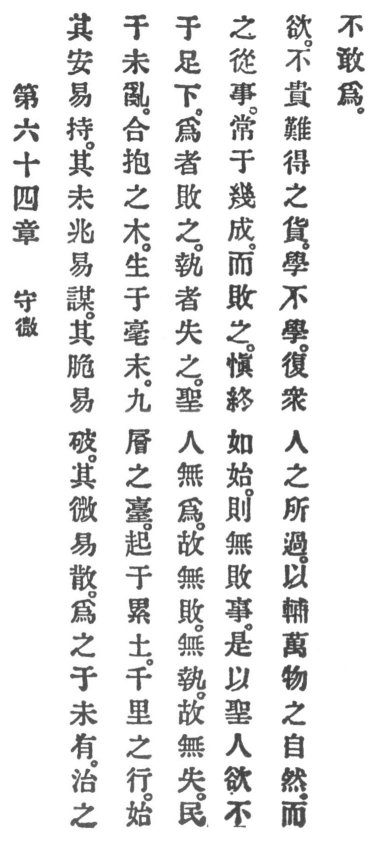 第六十四章 守微
其安易持。其未兆易謀。其脆易破。其微易散。爲之于未有。治之
于未亂。合抱之木。生于毫末。九層之臺。起于累土。千里之行。始
于足下。爲者敗之。執者失之。聖人無爲。故無敗。無執。故無失。民
之從事。常于幾成。而敗之。愼終如始。則無敗事。是以聖人欲不
欲。不貴難得之貨。學不學。復衆人之所過。以輔萬物之自然。而
不敢爲。